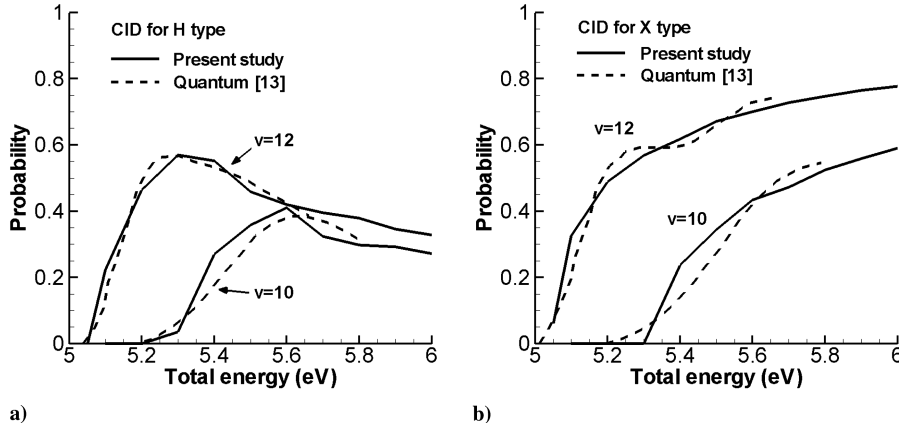 CID for H type
Present study
Quantum [13]
v=12
v=10
Probability
1
0.8
0.6
0.4
0.2
0
5
5.2
5.4
5.6
5.8
6
Total energy (eV)
a)
CID for X type
Present study
Quantum [13]
v=12
v=10
Probability
1
0.8
0.6
0.4
0.2
0
5
5.2
5.4
5.6
5.8
6
Total energy (eV)
b)